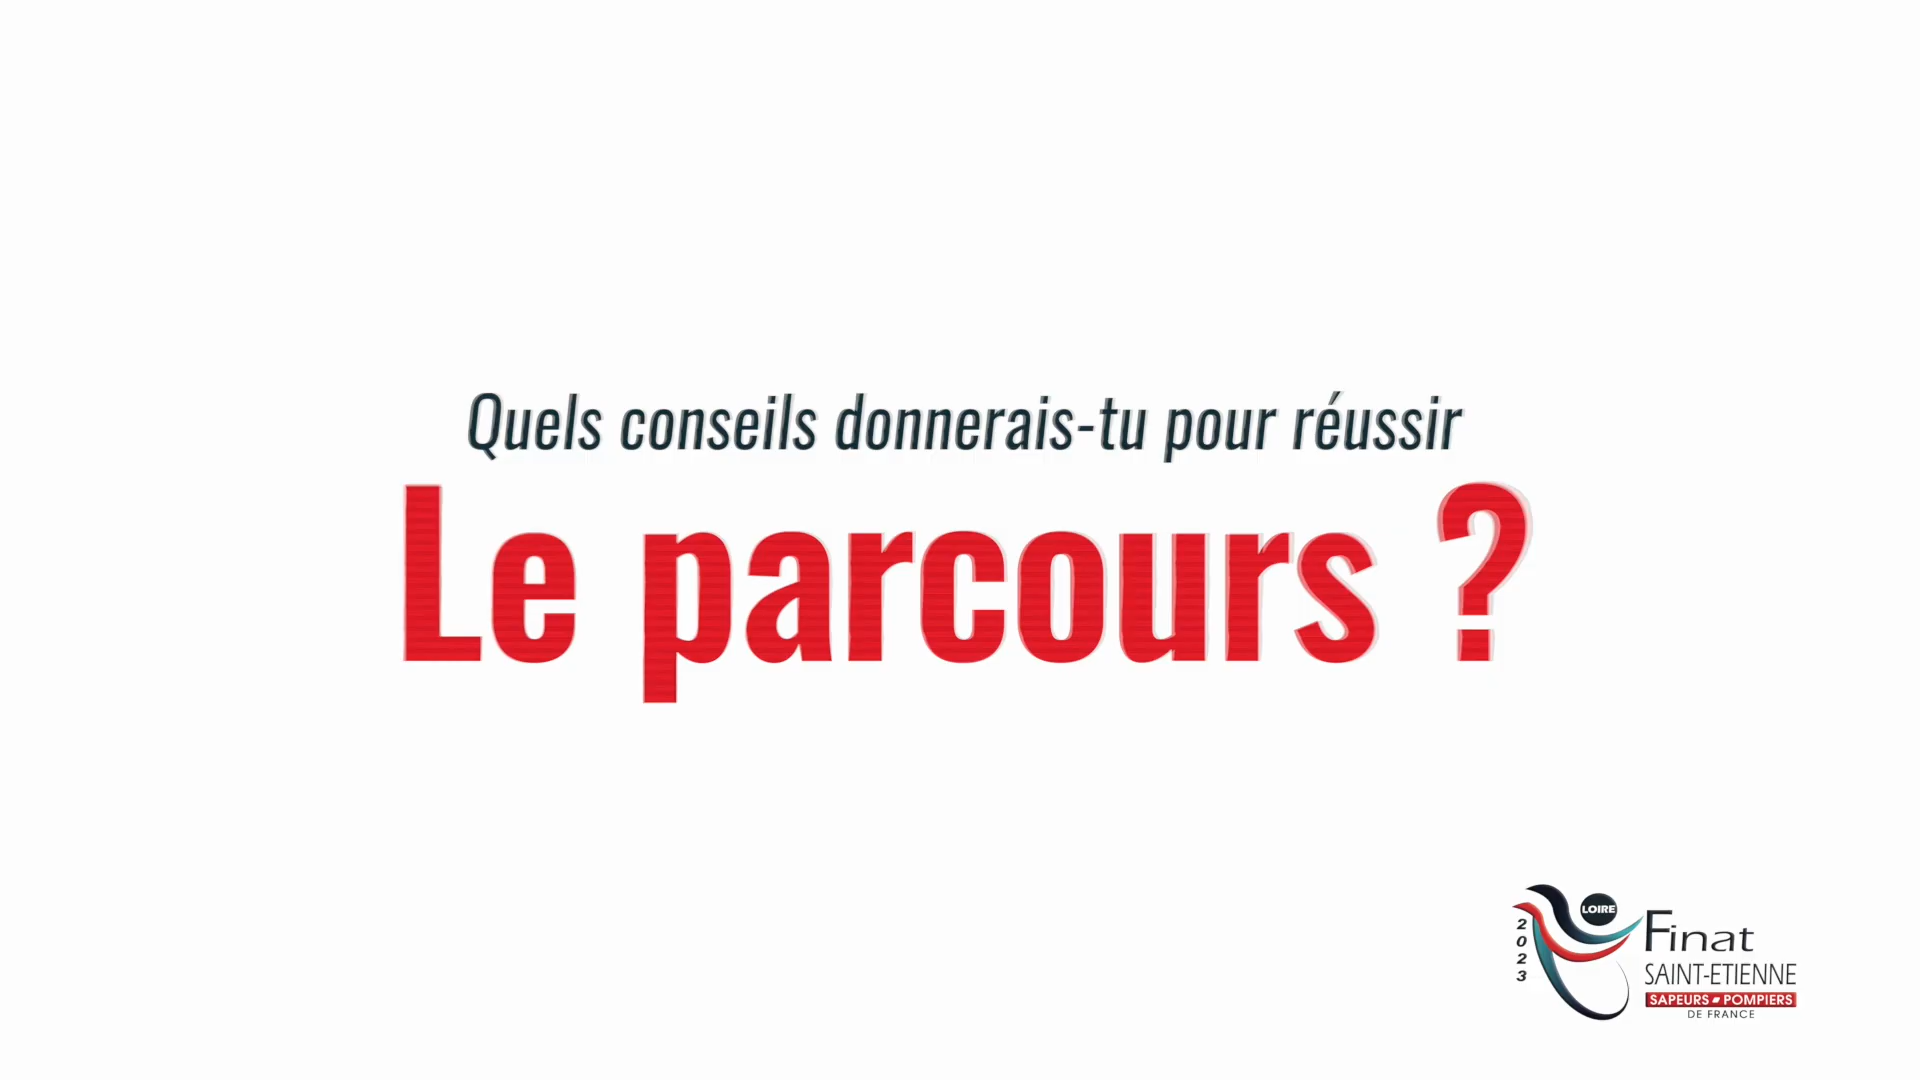 Quels conseils donnerais-tu pour réussir
Le parcours ?
LOIRE
2023
Finat
SAINT-ETIENNE
SAPEURS-POMPIERS
DE FRANCE